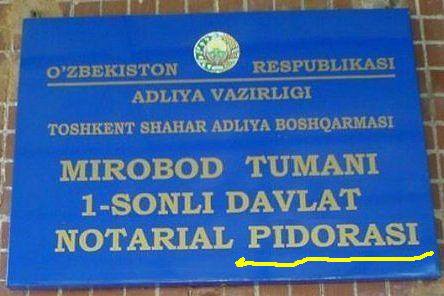 O'ZBEKISTON RESPUBLIKASI
ADLIYA VAZIRLIGI
TOSHKENT SHAHAR ADLIYA BOSHQARMASI
MIROBOD TUMANI
1-SONLI DAVLAT
NOTARIAL PIDORASI